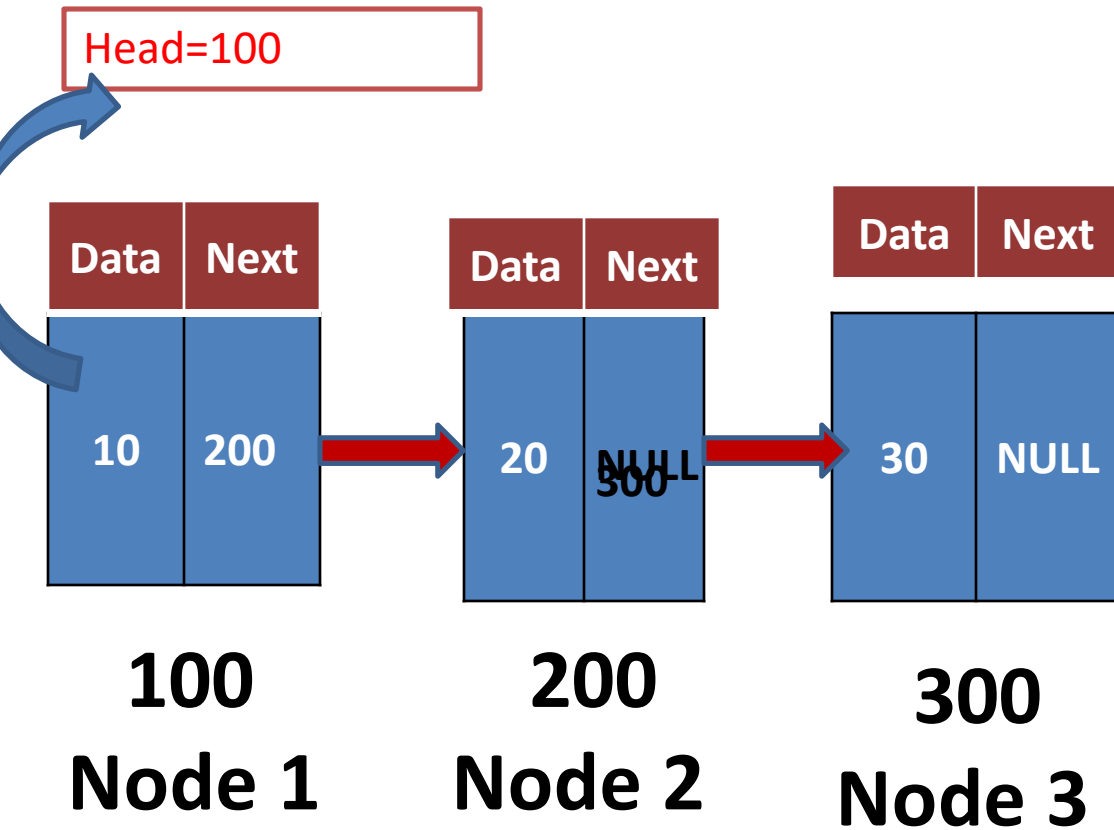 Head=100
Data Next
Data Next
Data Next
10 200
20 NULL
300
30 NULL
100
Node 1
200
Node 2
300
Node 3